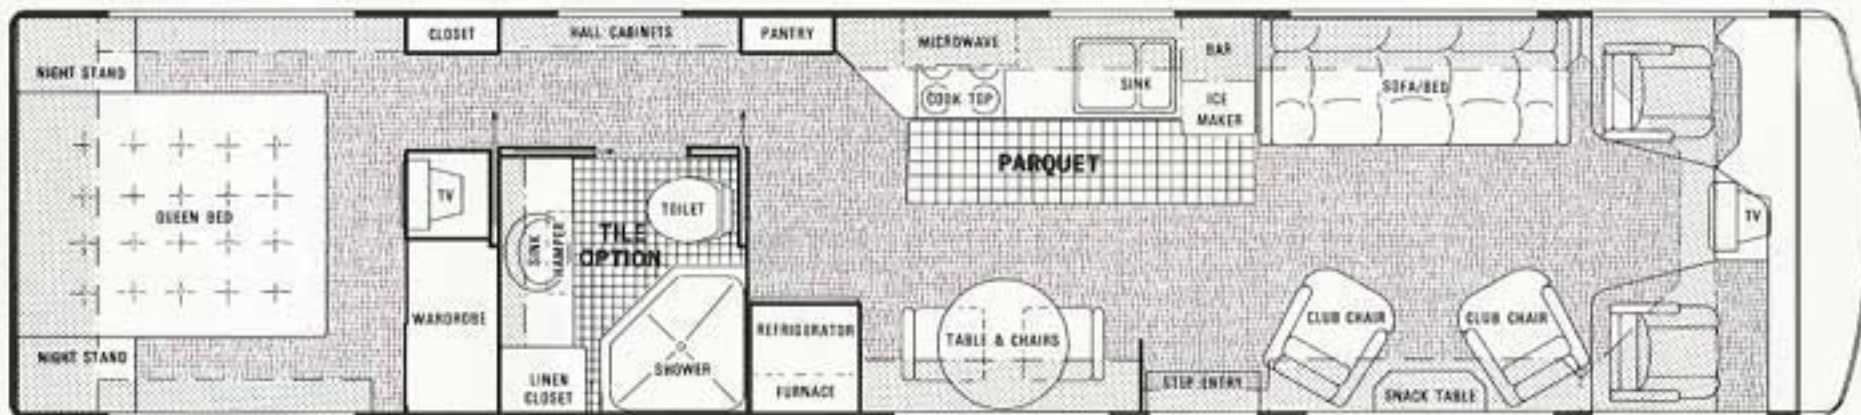 CLOSET
HALL CABINETS
PANTRY
MICROWAVE
BAR
NIGHT STAND
SINK
SOFA/BED
COOK TOP
ICE
MAKER
PARQUET
TV
QUEEN BED
TOILET
TV
SINK
HAMPER
TILE
OPTION
WARDROBE
CLUB CHAIR
CLUB CHAIR
REFRIGERATOR
TABLE & CHAIRS
NIGHT STAND
SHOWER
LINEN
CLOSET
FURNACE
STEP ENTRY
SNACK TABLE